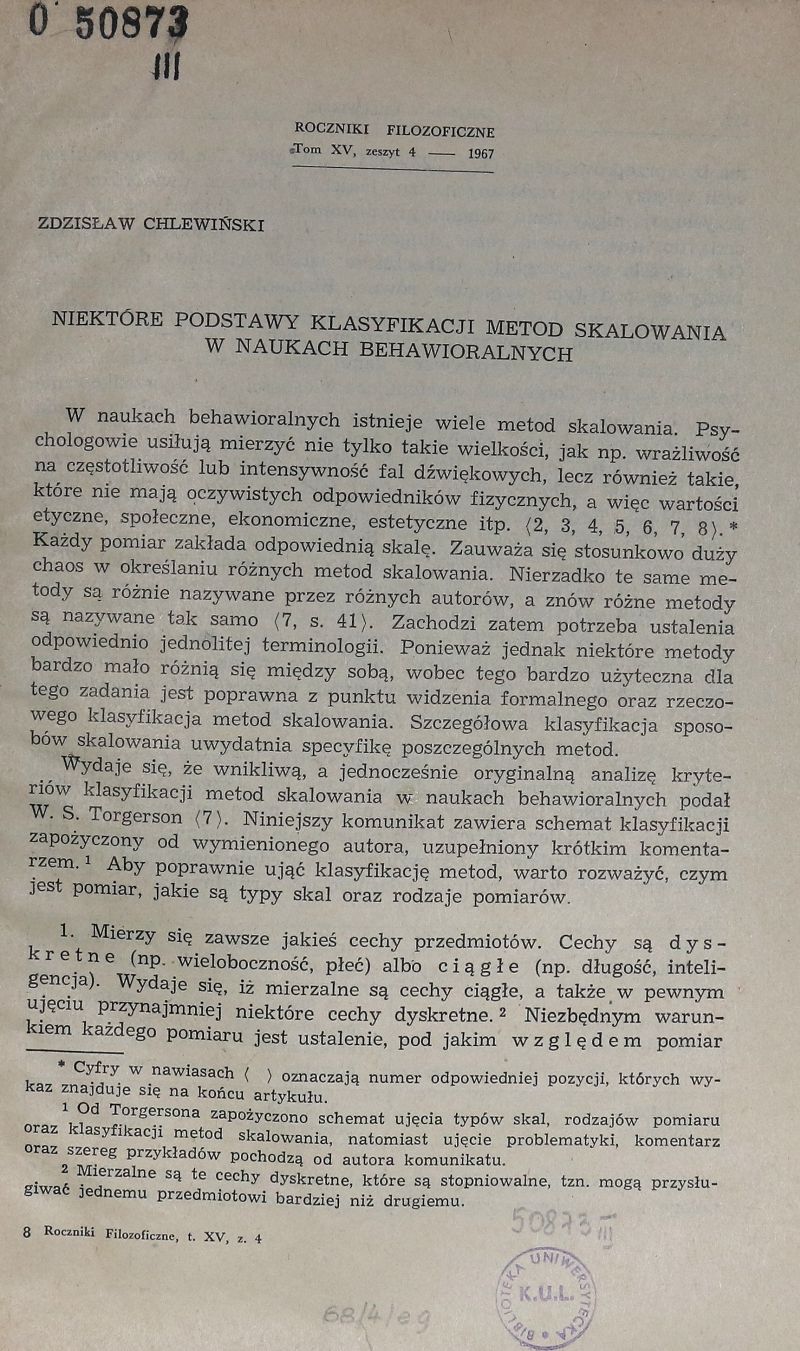 O 50873
III
ROCZNIKI FILOZOFICZNE
Tom XV, zeszyt 4 — 1967
ZDZISŁAW CHLEWIŃSKI
NIEKTÓRE PODSTAWY KLASYFIKACJI METOD SKALOWANIA
W NAUKACH BEHAWIORALNYCH
W naukach behawioralnych istnieje wiele metod skalowania. Psy-
chologowie usiłują mierzyć nie tylko takie wielkości, jak np. wrażliwość
na częstotliwość lub intensywność fal dźwiękowych, lecz również takie,
które nie mają oczywistych odpowiedników fizycznych, a więc wartości
etyczne, społeczne, ekonomiczne, estetyczne itp. ⟨2, 3, 4, 5, 6, 7, 8⟩. *
Każdy pomiar zakłada odpowiednią skalę. Zauważa się stosunkowo duży
chaos w określaniu różnych metod skalowania. Nierzadko te same me-
tody są różnie nazywane przez różnych autorów, a znów różne metody
są nazywane tak samo ⟨7, s. 41⟩. Zachodzi zatem potrzeba ustalenia
odpowiednio jednolitej terminologii. Ponieważ jednak niektóre metody
bardzo mało różnią się między sobą, wobec tego bardzo użyteczna dla
tego zadania jest poprawna z punktu widzenia formalnego oraz rzeczo-
wego klasyfikacja metod skalowania. Szczegółowa klasyfikacja sposo-
bów skalowania uwydatnia specyfikę poszczególnych metod.
Wydaje się, że wnikliwą, a jednocześnie oryginalną analizę kryte-
riów klasyfikacji metod skalowania w naukach behawioralnych podał
W. S. Torgerson ⟨7⟩. Niniejszy komunikat zawiera schemat klasyfikacji
zapożyczony od wymienionego autora, uzupełniony krótkim komenta-
rzem. ¹ Aby poprawnie ująć klasyfikację metod, warto rozważyć, czym
jest pomiar, jakie są typy skal oraz rodzaje pomiarów.
1. Mierzy się zawsze jakieś cechy przedmiotów. Cechy są dys-
kretne (np. wieloboczność, płeć) albo ciągłe (np. długość, inteli-
gencja). Wydaje się, iż mierzalne są cechy ciągłe, a także w pewnym
ujęciu przynajmniej niektóre cechy dyskretne. ² Niezbędnym warun-
kiem każdego pomiaru jest ustalenie, pod jakim względem pomiar
* Cyfry w nawiasach ⟨ ⟩ oznaczają numer odpowiedniej pozycji, których wy-
kaz znajduje się na końcu artykułu.
¹ Od Torgersona zapożyczono schemat ujęcia typów skal, rodzajów pomiaru
oraz klasyfikacji metod skalowania, natomiast ujęcie problematyki, komentarz
oraz szereg przykładów pochodzą od autora komunikatu.
² Mierzalne są te cechy dyskretne, które są stopniowalne, tzn. mogą przysłu-
giwać jednemu przedmiotowi bardziej niż drugiemu.
8 Roczniki Filozoficzne, t. XV, z. 4
50873 III
BIBLIOTEKA UNIWERSYTECKA
K.U.L.